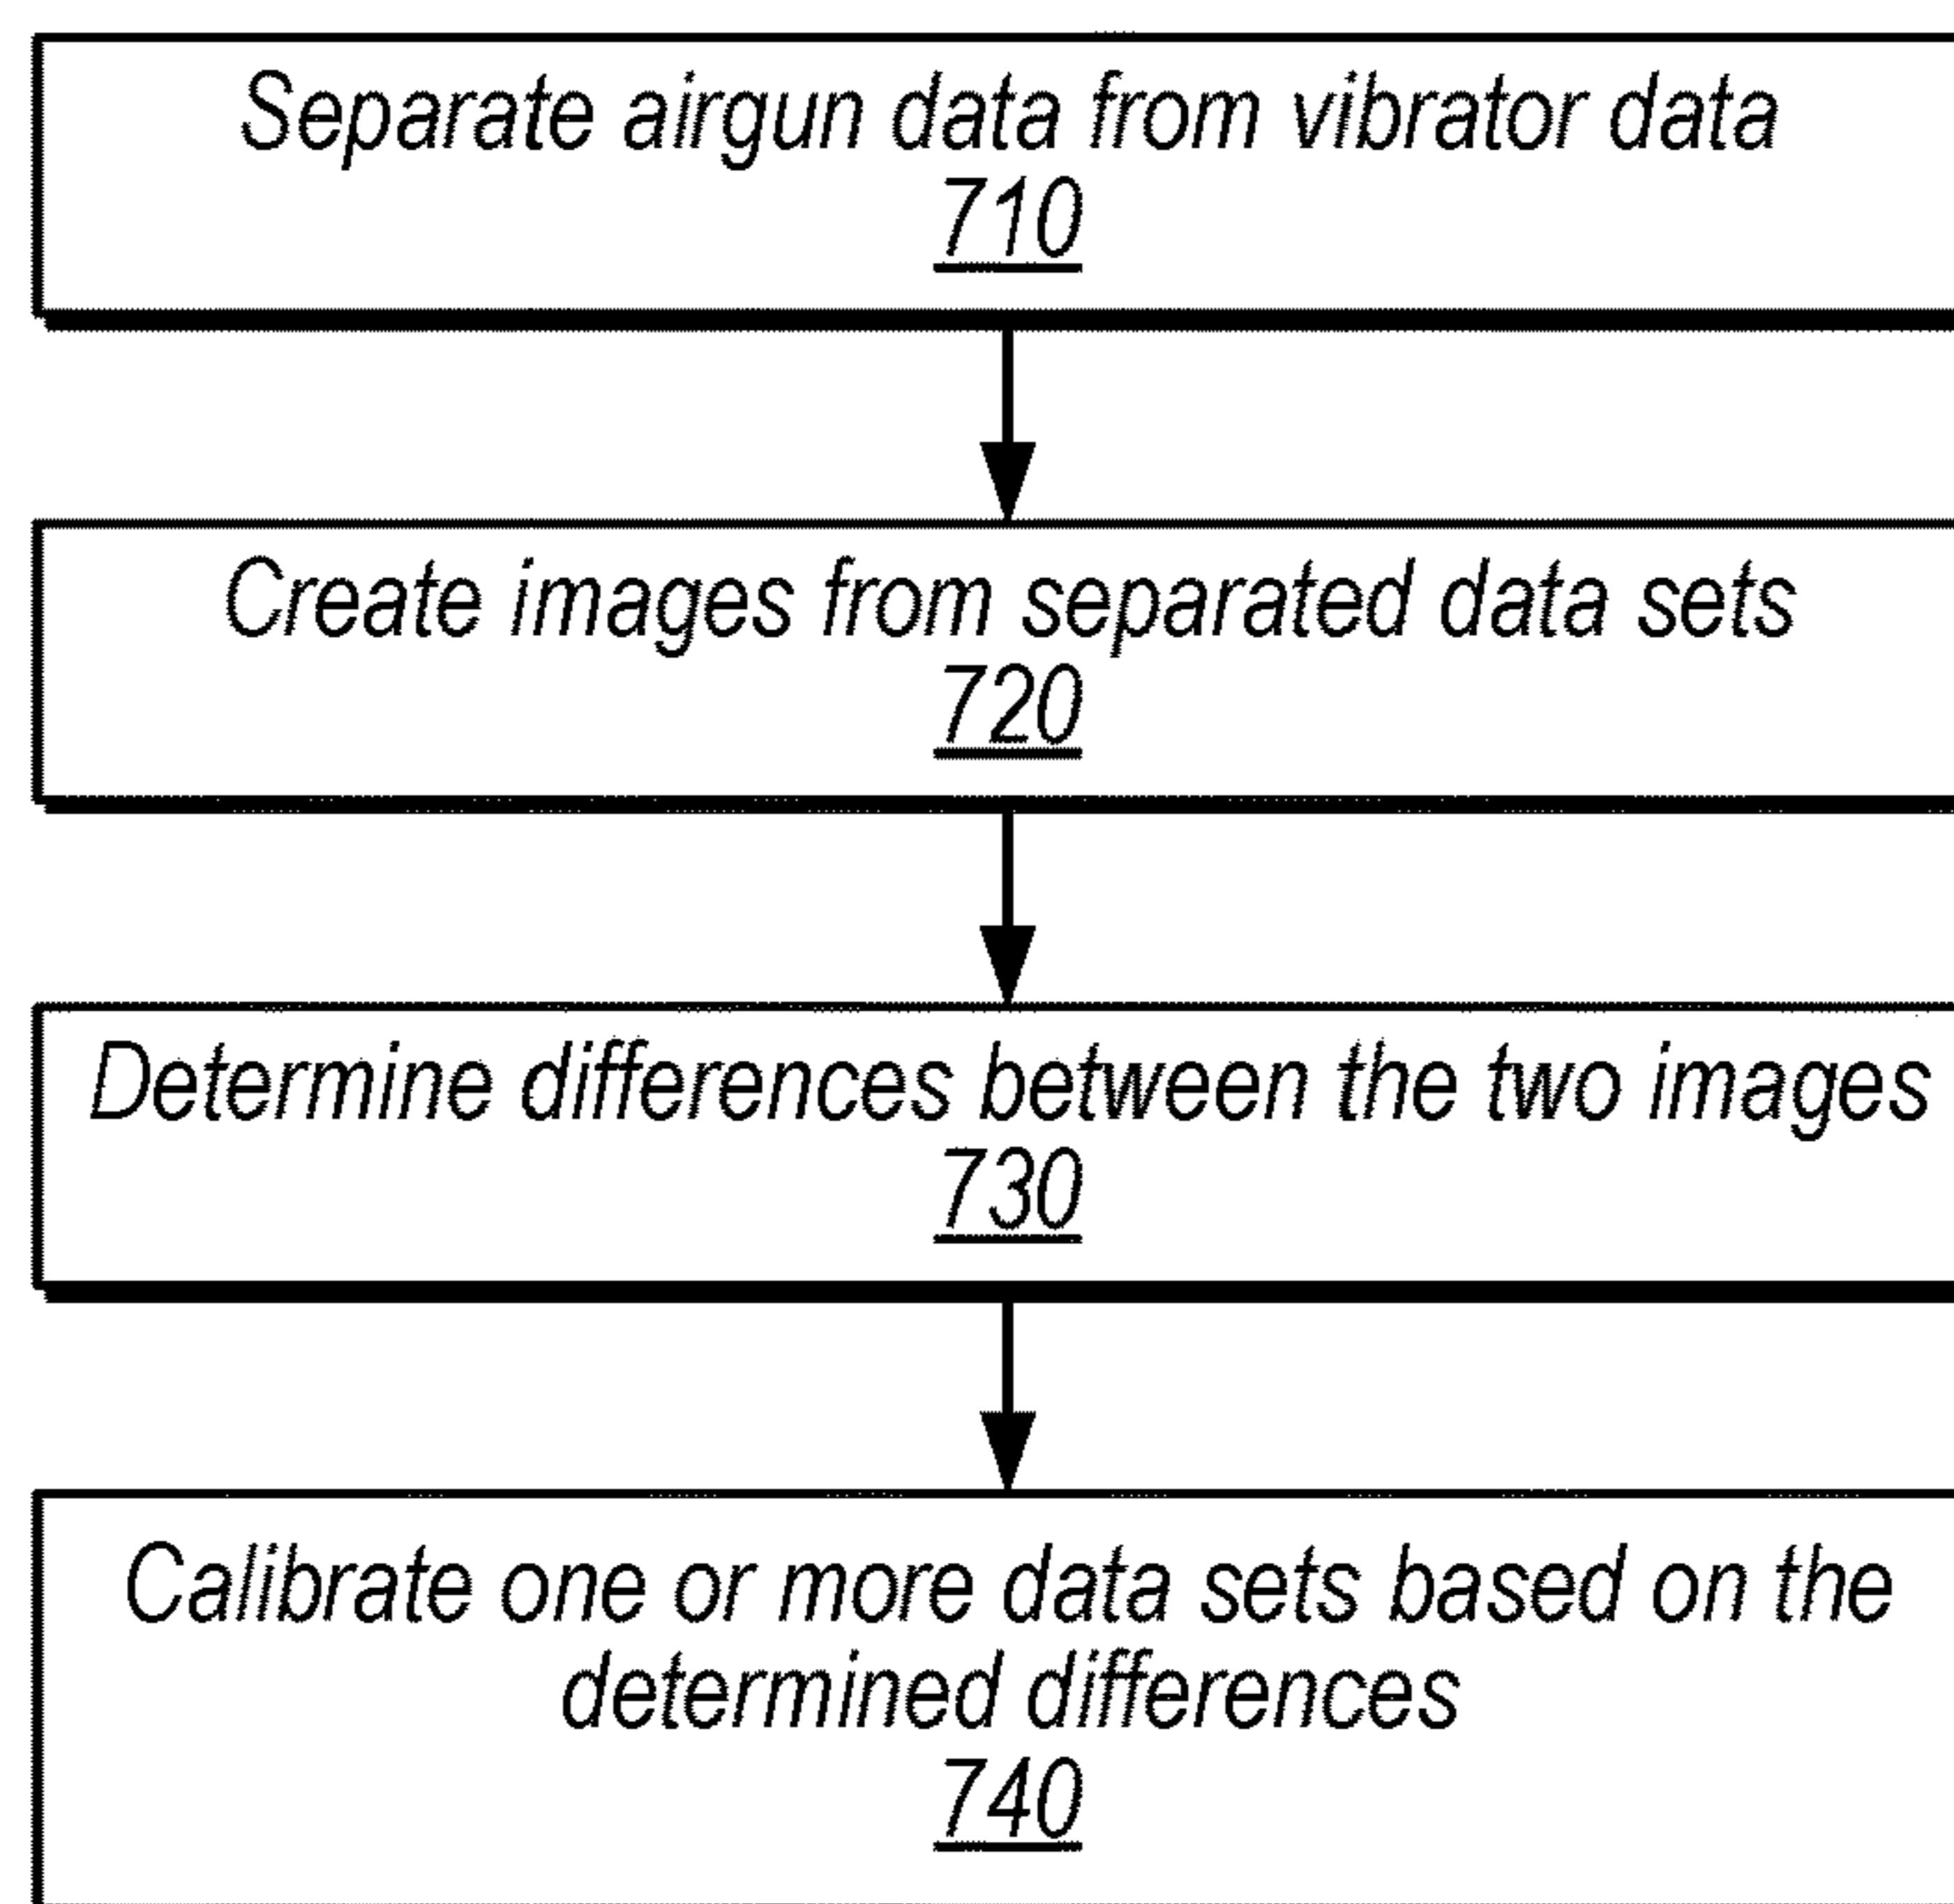 Separate airgun data from vibrator data
710
Create images from separated data sets
720
Determine differences between the two images
730
Calibrate one or more data sets based on the
determined differences
740